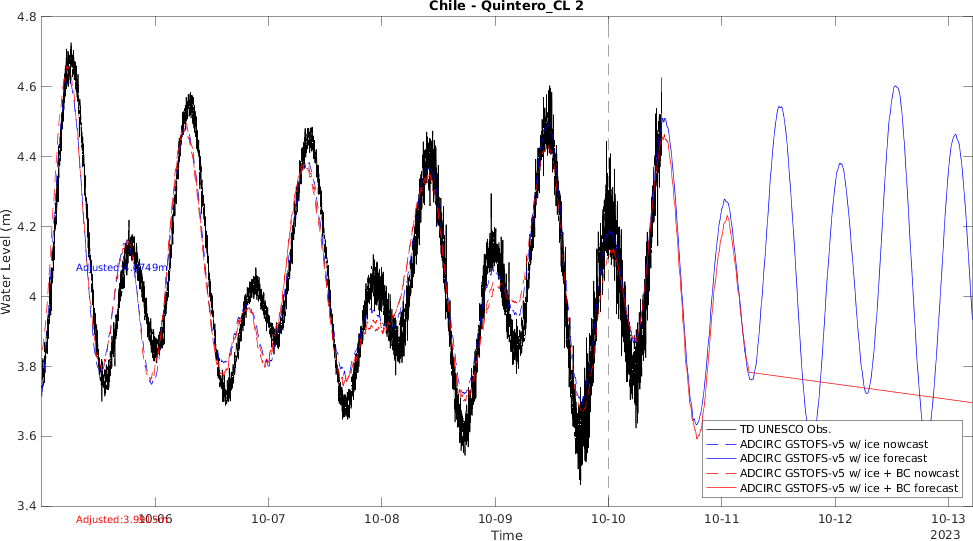 Chile - Quintero_CL 2
4.8
4.6
4.4
4.2
4
3.8
3.6
3.4
Water Level (m)
TD UNESCO Obs.
ADCIRC GSTOFS-v5 w/ ice nowcast
ADCIRC GSTOFS-v5 w/ ice forecast
ADCIRC GSTOFS-v5 w/ ice + BC nowcast
ADCIRC GSTOFS-v5 w/ ice + BC forecast
10-07
10-08
10-09
10-10
10-11
10-12
10-13
Time
2023